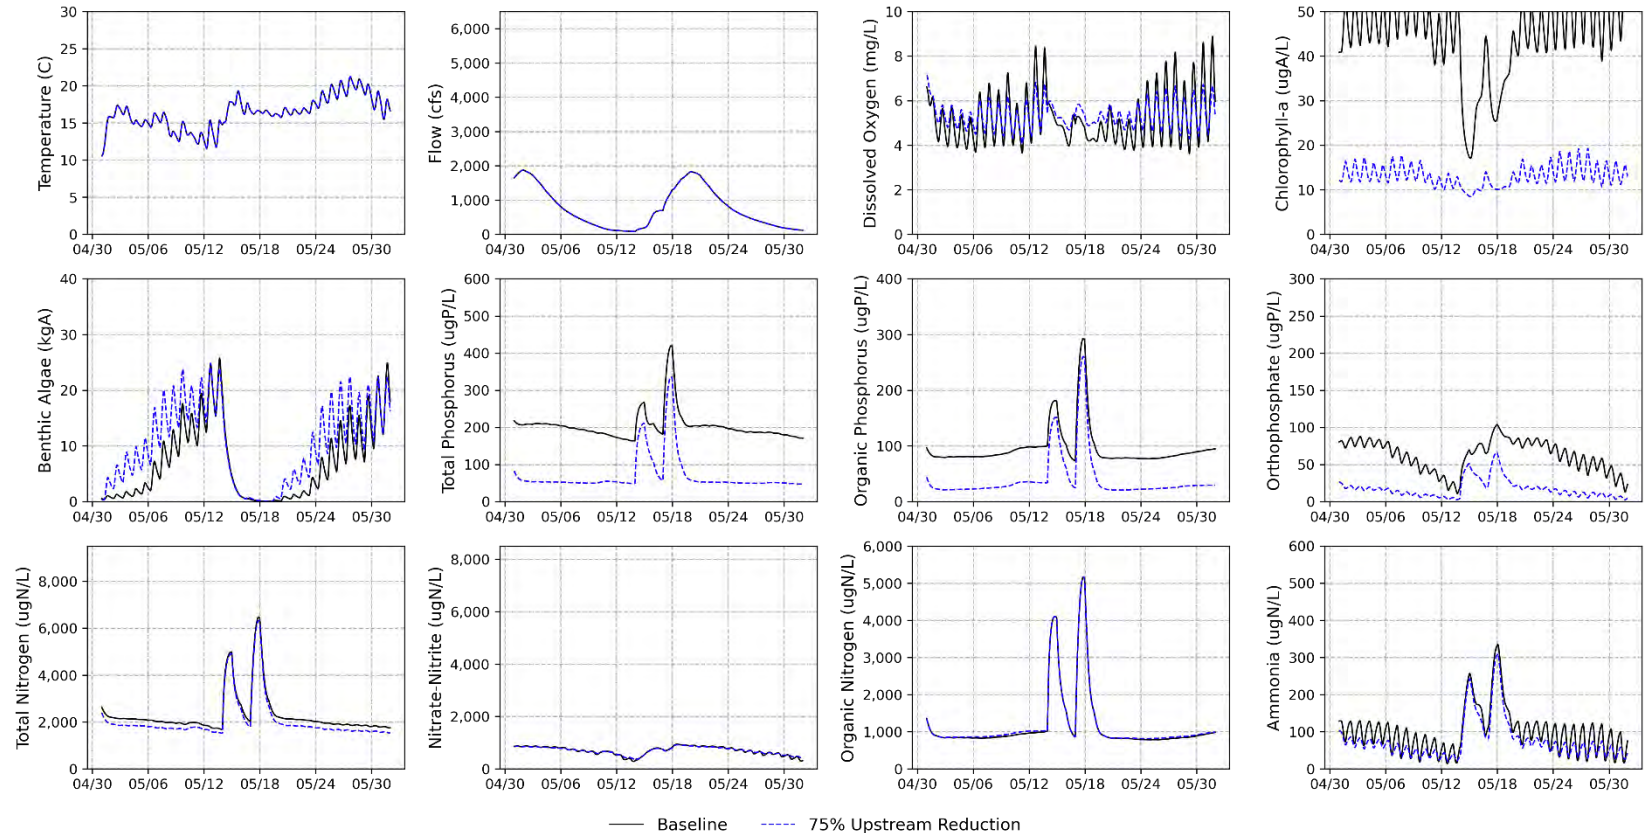 Temperature (C)
30
25
20
15
10
5
0
04/30 05/06 05/12 05/18 05/24 05/30
Flow (cfs)
6,000
5,000
4,000
3,000
2,000
1,000
0
04/30 05/06 05/12 05/18 05/24 05/30
Dissolved Oxygen (mg/L)
10
8
6
4
2
0
04/30 05/06 05/12 05/18 05/24 05/30
Chlorophyll-a (ugA/L)
50
40
30
20
10
0
04/30 05/06 05/12 05/18 05/24 05/30
Benthic Algae (kgA)
40
30
20
10
0
04/30 05/06 05/12 05/18 05/24 05/30
Total Phosphorus (ugP/L)
600
500
400
300
200
100
0
04/30 05/06 05/12 05/18 05/24 05/30
Organic Phosphorus (ugP/L)
400
300
200
100
0
04/30 05/06 05/12 05/18 05/24 05/30
Orthophosphate (ugP/L)
300
250
200
150
100
50
0
04/30 05/06 05/12 05/18 05/24 05/30
Total Nitrogen (ugN/L)
8,000
6,000
4,000
2,000
0
04/30 05/06 05/12 05/18 05/24 05/30
Nitrate-Nitrite (ugN/L)
8,000
6,000
4,000
2,000
0
04/30 05/06 05/12 05/18 05/24 05/30
Organic Nitrogen (ugN/L)
6,000
5,000
4,000
3,000
2,000
1,000
0
04/30 05/06 05/12 05/18 05/24 05/30
Ammonia (ugN/L)
600
500
400
300
200
100
0
04/30 05/06 05/12 05/18 05/24 05/30
Baseline 75% Upstream Reduction